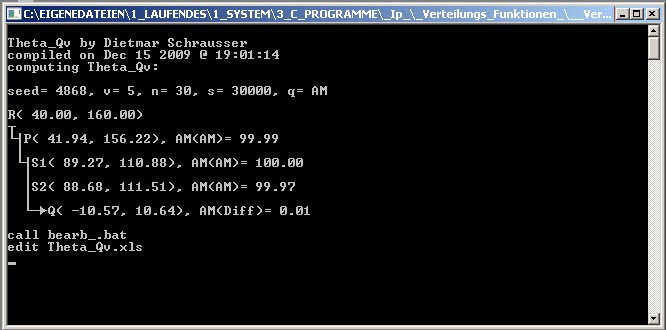 C:\EIGENEDATEIEN\1_LAUFENDES\1_SYSTEM\3_C_PROGRAMME\_Ip_\_Verteilungs_Funktionen_\__Ver...
Theta_Qv by Dietmar Schrausser
compiled on Dec 15 2009 @ 19:01:14
computing Theta_Qv:
seed= 4868, v= 5, n= 30, s= 30000, q= AM
R( 40.00, 160.00)
P( 41.94, 156.22), AM(AM)= 99.99
S1( 89.27, 110.88), AM(AM)= 100.00
S2( 88.68, 111.51), AM(AM)= 99.97
Q( -10.57, 10.64), AM(Diff)= 0.01
call bearb_.bat
edit Theta_Qv.xls